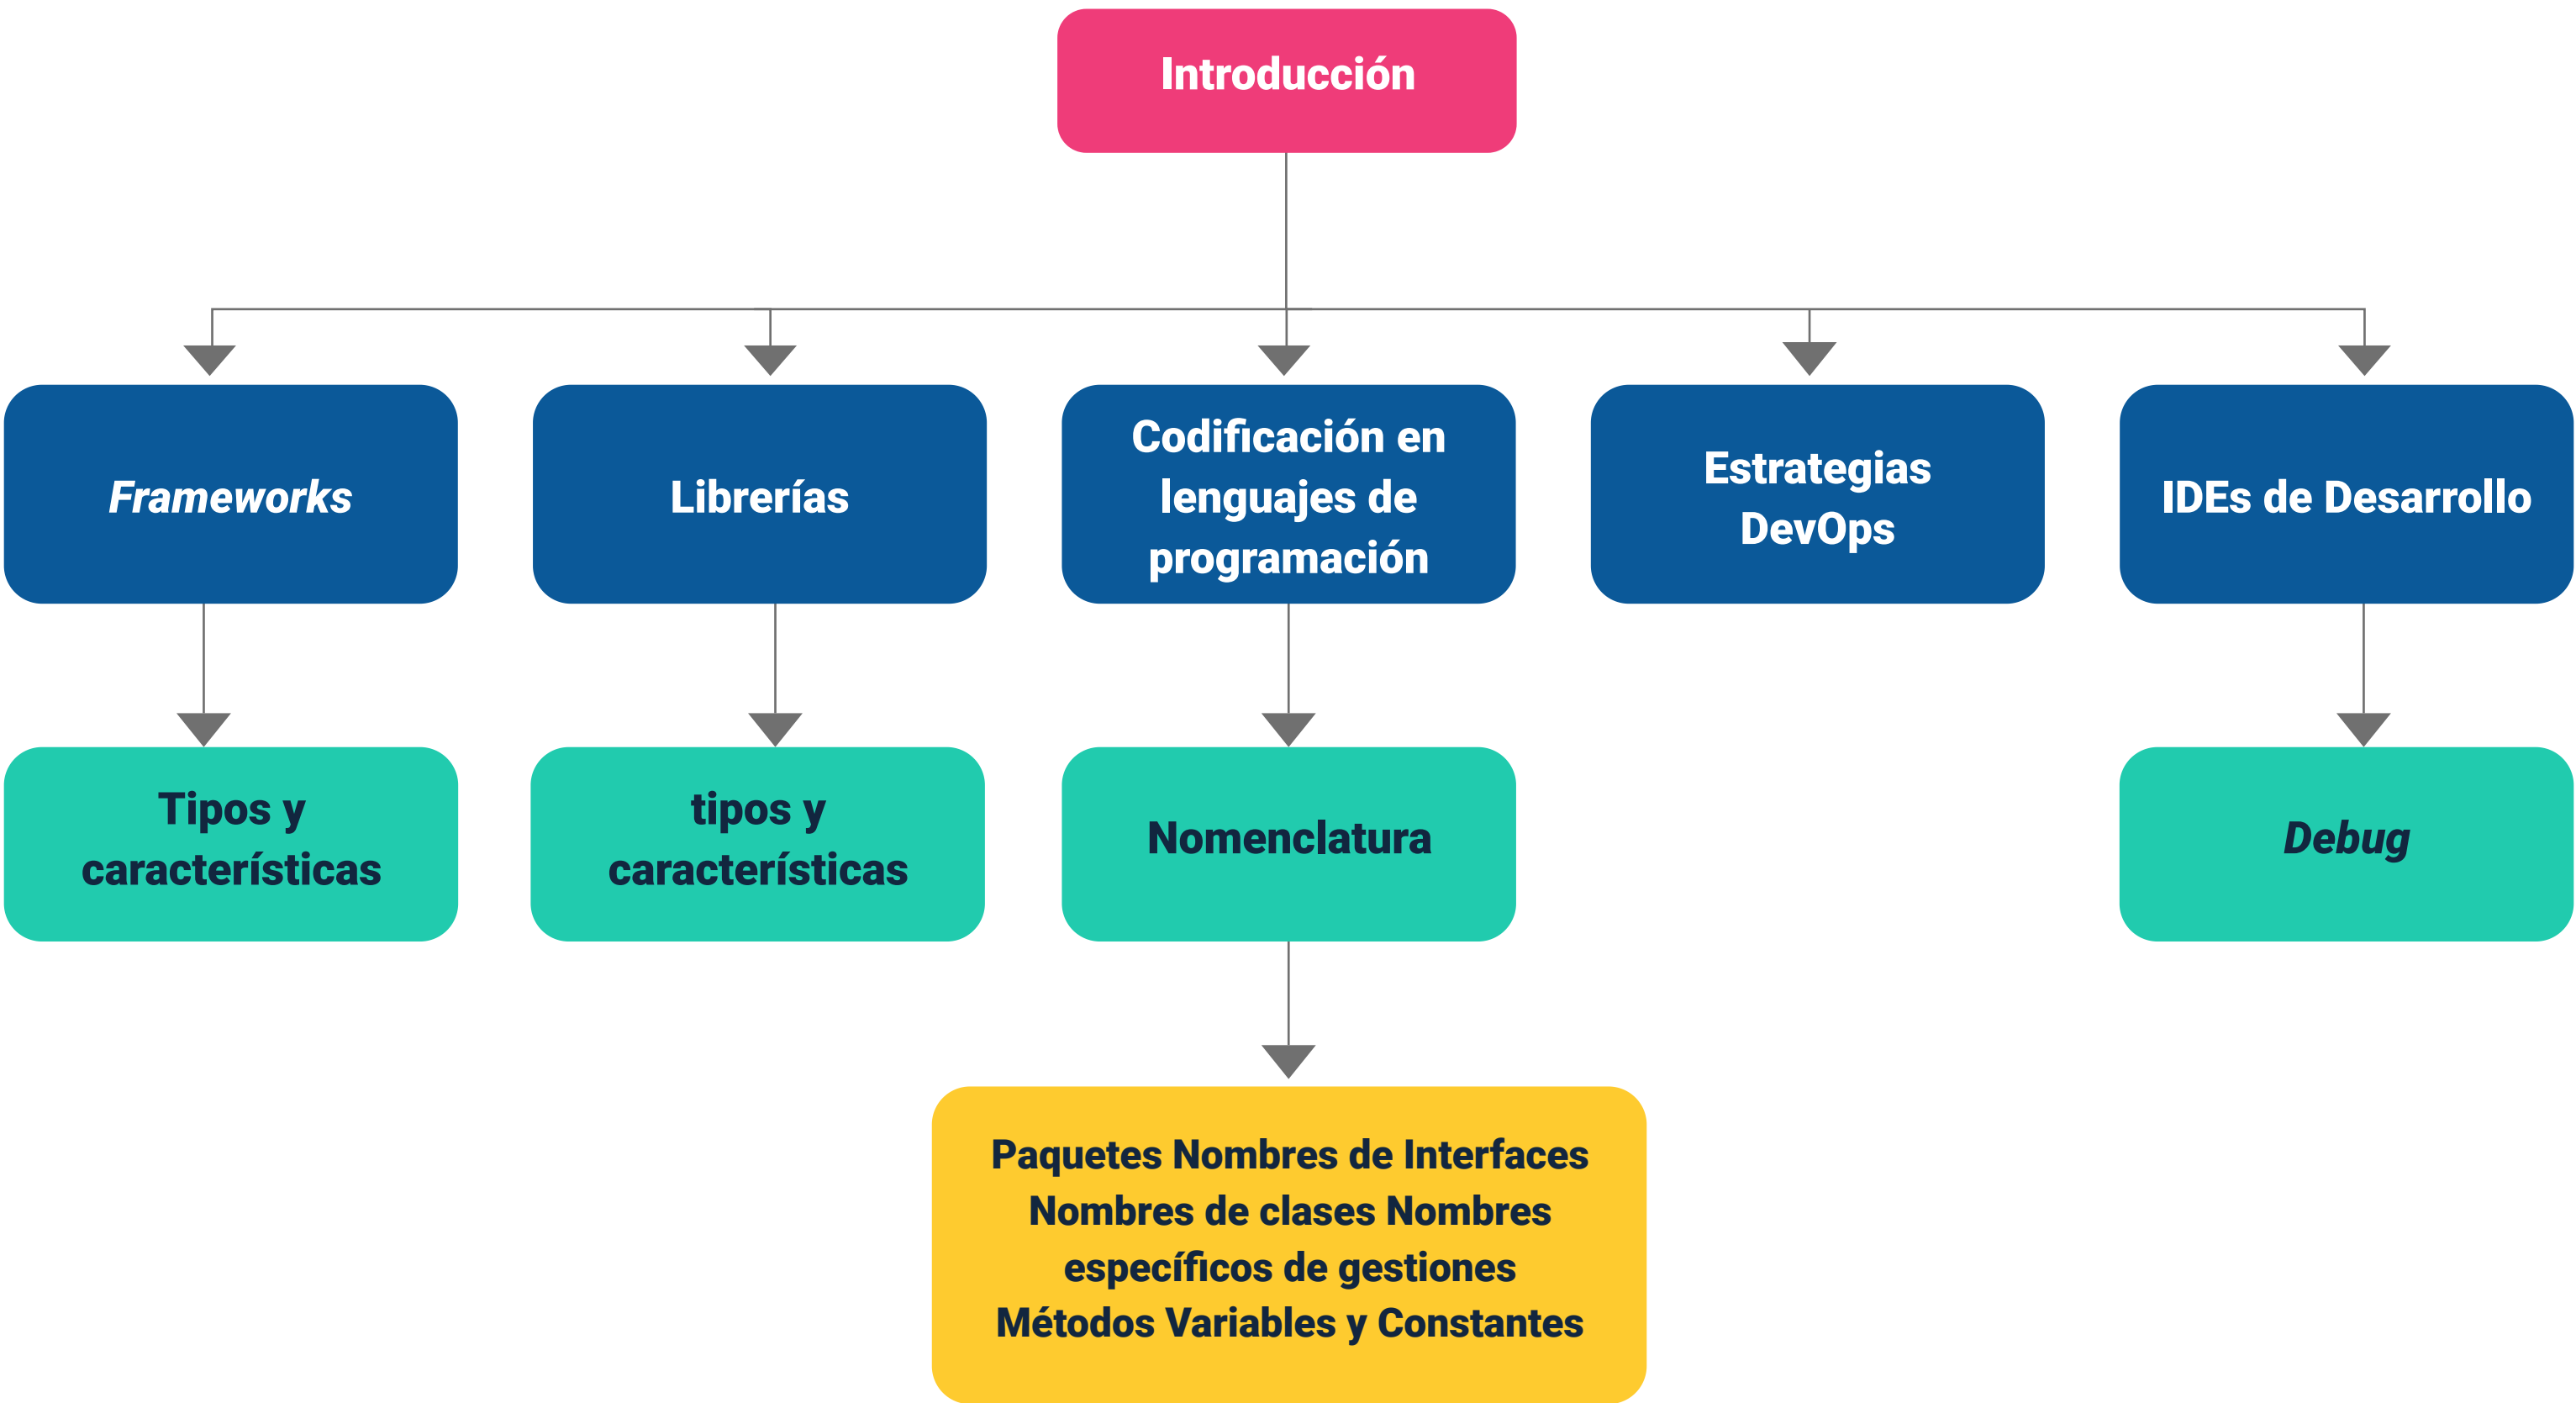 Introducción
Frameworks
Librerías
Codificación en
lenguajes de
programación
Estrategias
DevOps
IDEs de Desarrollo
Tipos y
características
tipos y
características
Nomenclatura
Debug
Paquetes Nombres de Interfaces
Nombres de clases Nombres
específicos de gestiones
Métodos Variables y Constantes